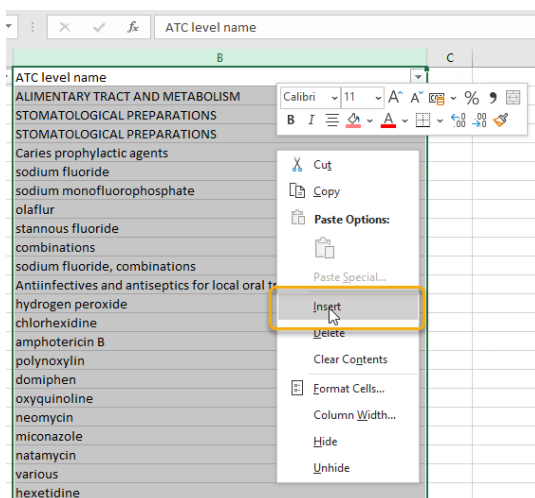 fx ATC level name
B C
ATC level name
ALIMENTARY TRACT AND METABOLISM
STOMATOLOGICAL PREPARATIONS
STOMATOLOGICAL PREPARATIONS
Caries prophylactic agents
sodium fluoride
sodium monofluorophosphate
olaflur
stannous fluoride
combinations
sodium fluoride, combinations
Antiinfectives and antiseptics for local oral tr
hydrogen peroxide
chlorhexidine
amphotericin B
polynoxylin
domiphen
oxyquinoline
neomycin
miconazole
natamycin
various
hexetidine
Calibri 11 A^ A˅ % 9
B I A .00
Cut
Copy
Paste Options:
Paste Special...
Insert
Delete
Clear Contents
Format Cells...
Column Width...
Hide
Unhide